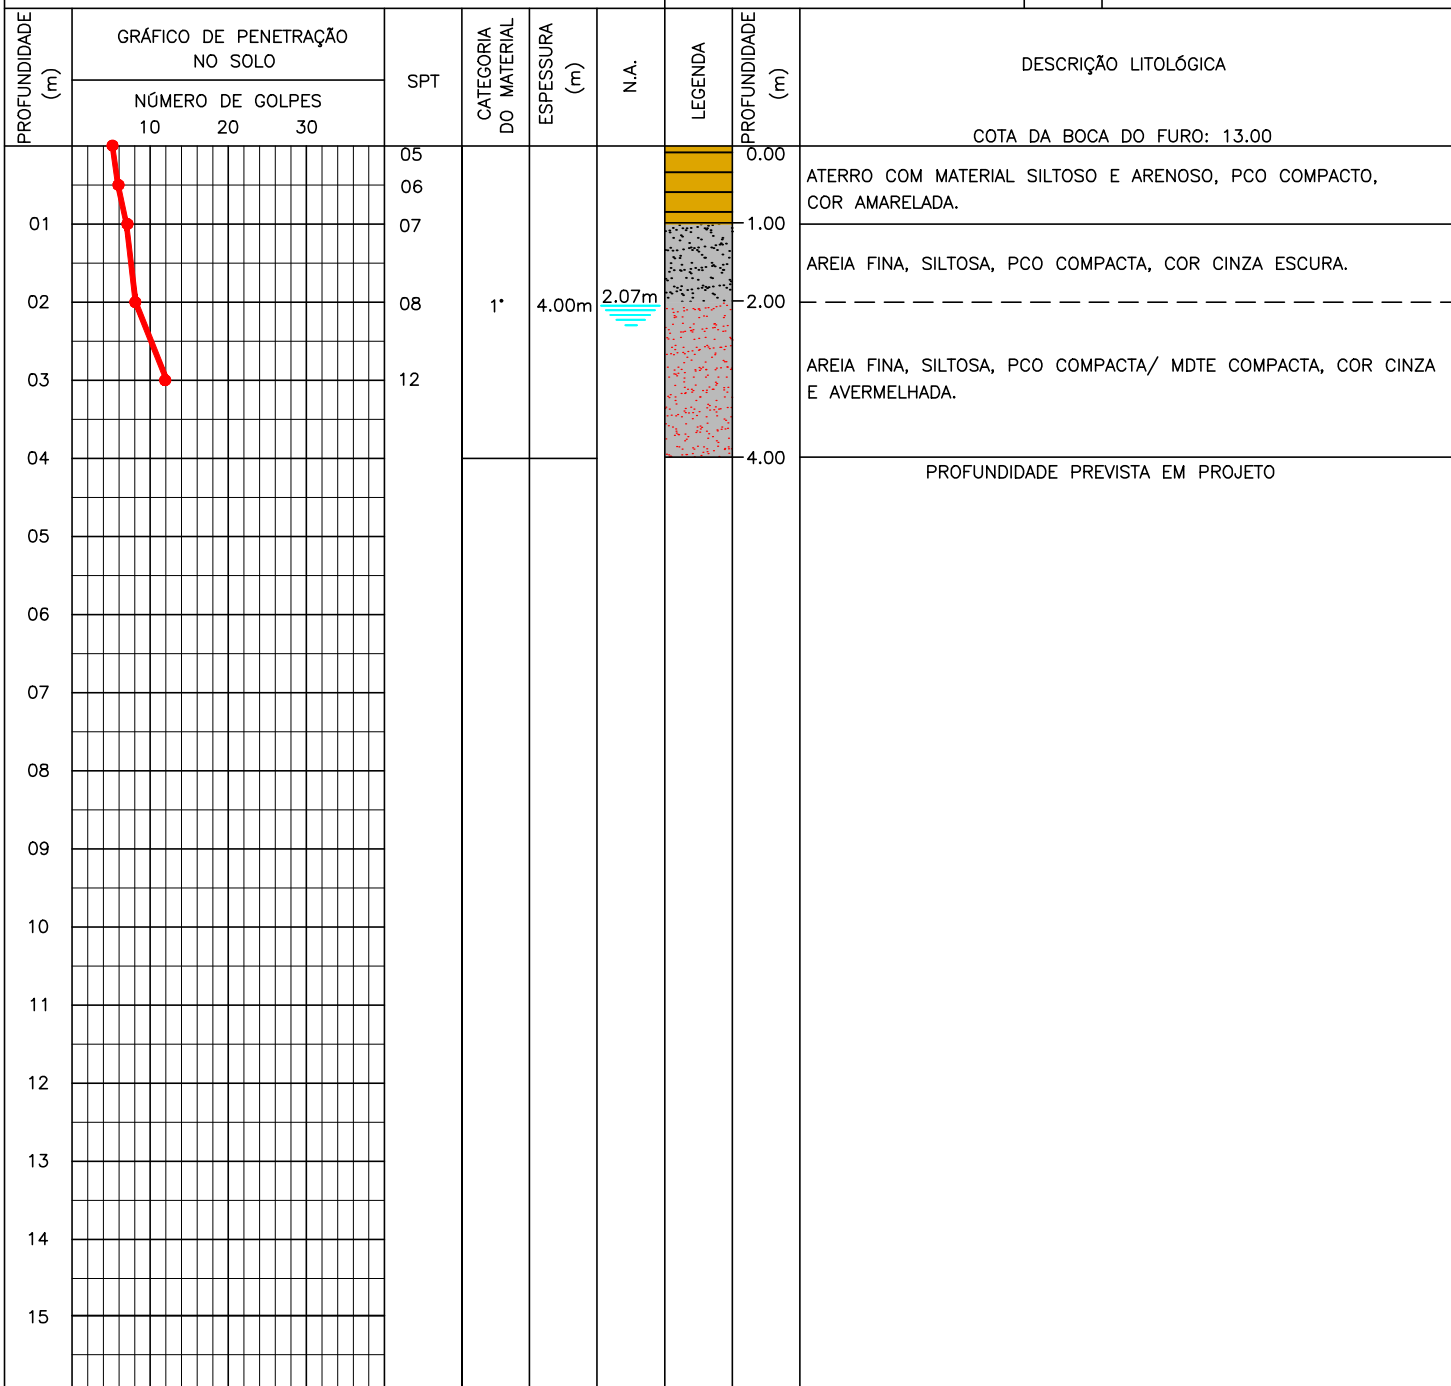 PROFUNDIDADE
(m)
GRÁFICO DE PENETRAÇÃO
NO SOLO
NÚMERO DE GOLPES
10 20 30
SPT
CATEGORIA
DO MATERIAL
ESPESSURA
(m)
N.A.
LEGENDA
PROFUNDIDADE
(m)
DESCRIÇÃO LITOLÓGICA
COTA DA BOCA DO FURO: 13.00
05
0.00
06
ATERRO COM MATERIAL SILTOSO E ARENOSO, PCO COMPACTO,
COR AMARELADA.
01
07
1.00
AREIA FINA, SILTOSA, PCO COMPACTA, COR CINZA ESCURA.
02
08
1°
4.00m
2.07m
2.00
03
12
AREIA FINA, SILTOSA, PCO COMPACTA/ MDTE COMPACTA, COR CINZA
E AVERMELHADA.
04
4.00
PROFUNDIDADE PREVISTA EM PROJETO
05
06
07
08
09
10
11
12
13
14
15